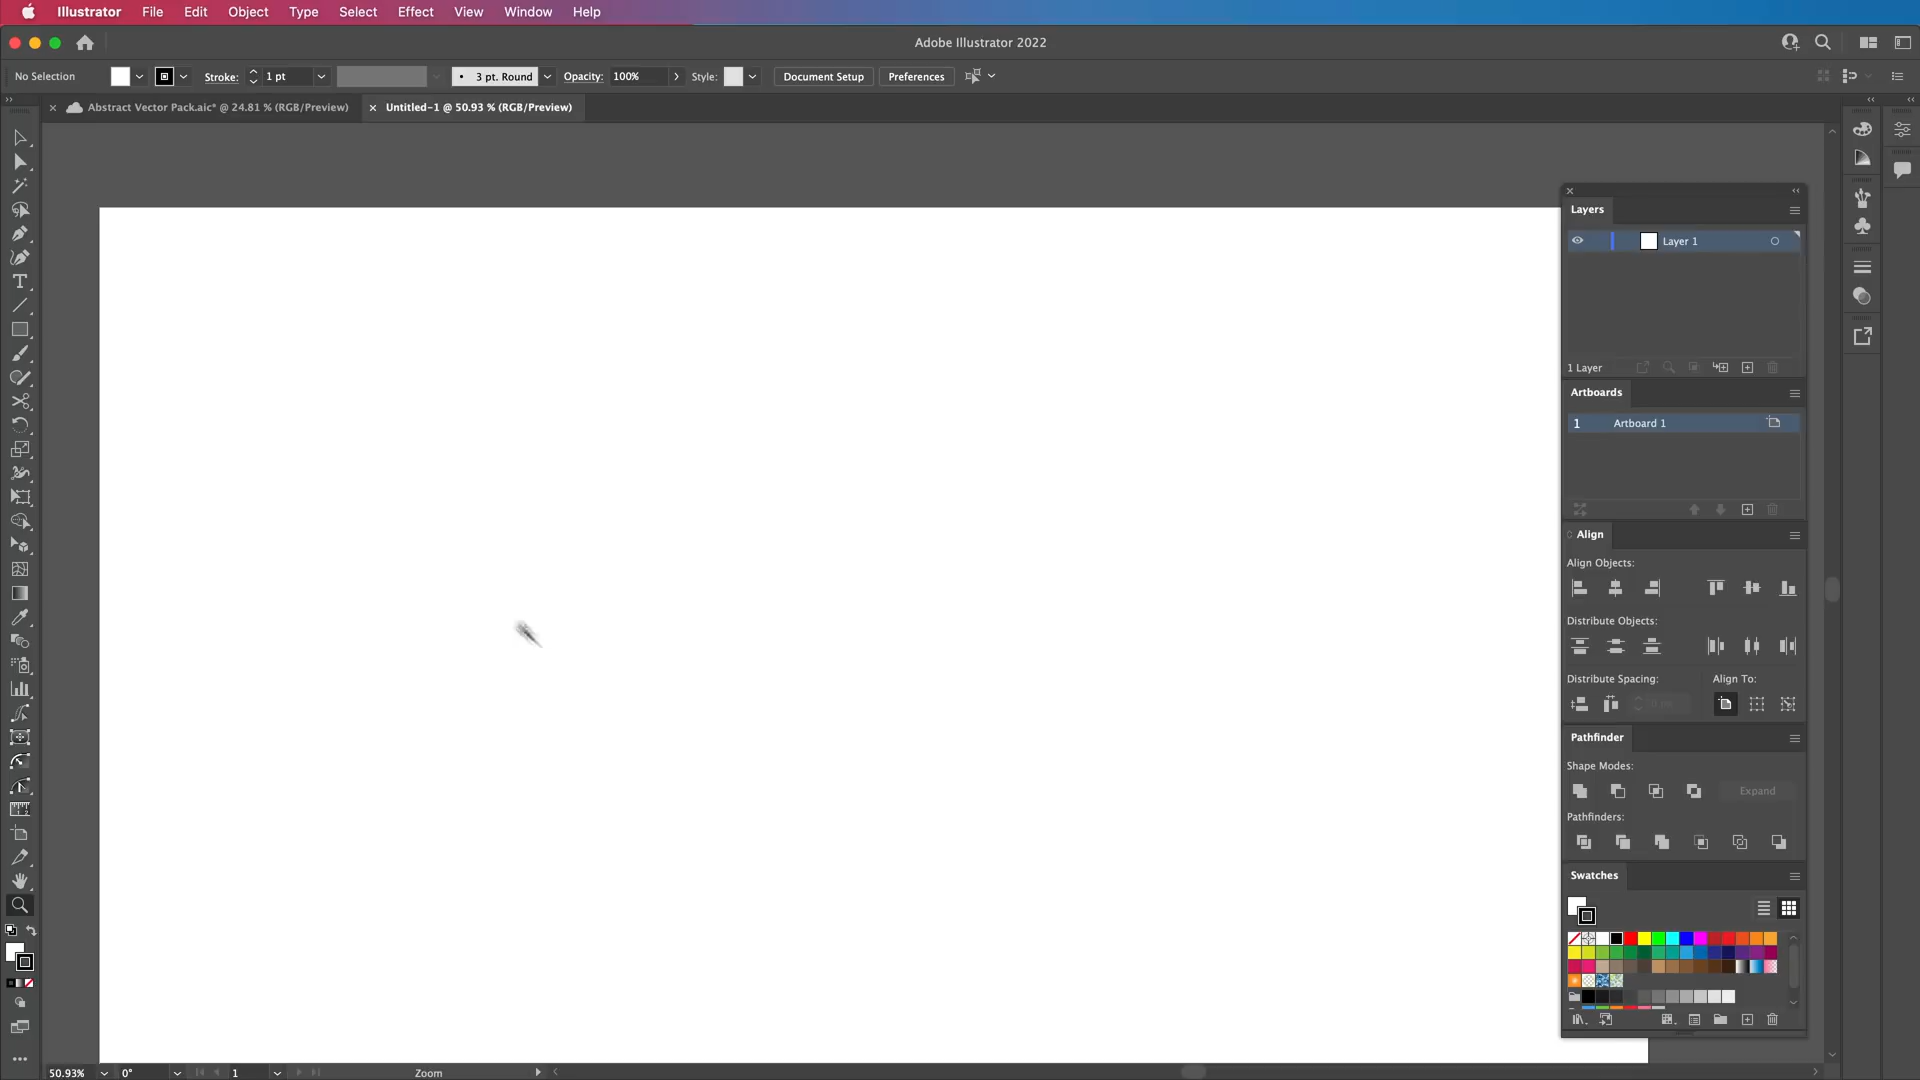 Illustrator File Edit Object Type Select Effect View Window Help
Adobe Illustrator 2022
No Selection Stroke: 1 pt 3 pt. Round Opacity: 100% Style: Document Setup Preferences
Abstract Vector Pack.aic* @ 24.81 % (RGB/Preview) Untitled-1 @ 50.93 % (RGB/Preview)
Layers
Layer 1
1 Layer
Artboards
1 Artboard 1
Align
Align Objects:
Distribute Objects:
Distribute Spacing: Align To:
Pathfinder
Shape Modes:
Expand
Pathfinders:
Swatches
50.93% 0° 1 Zoom